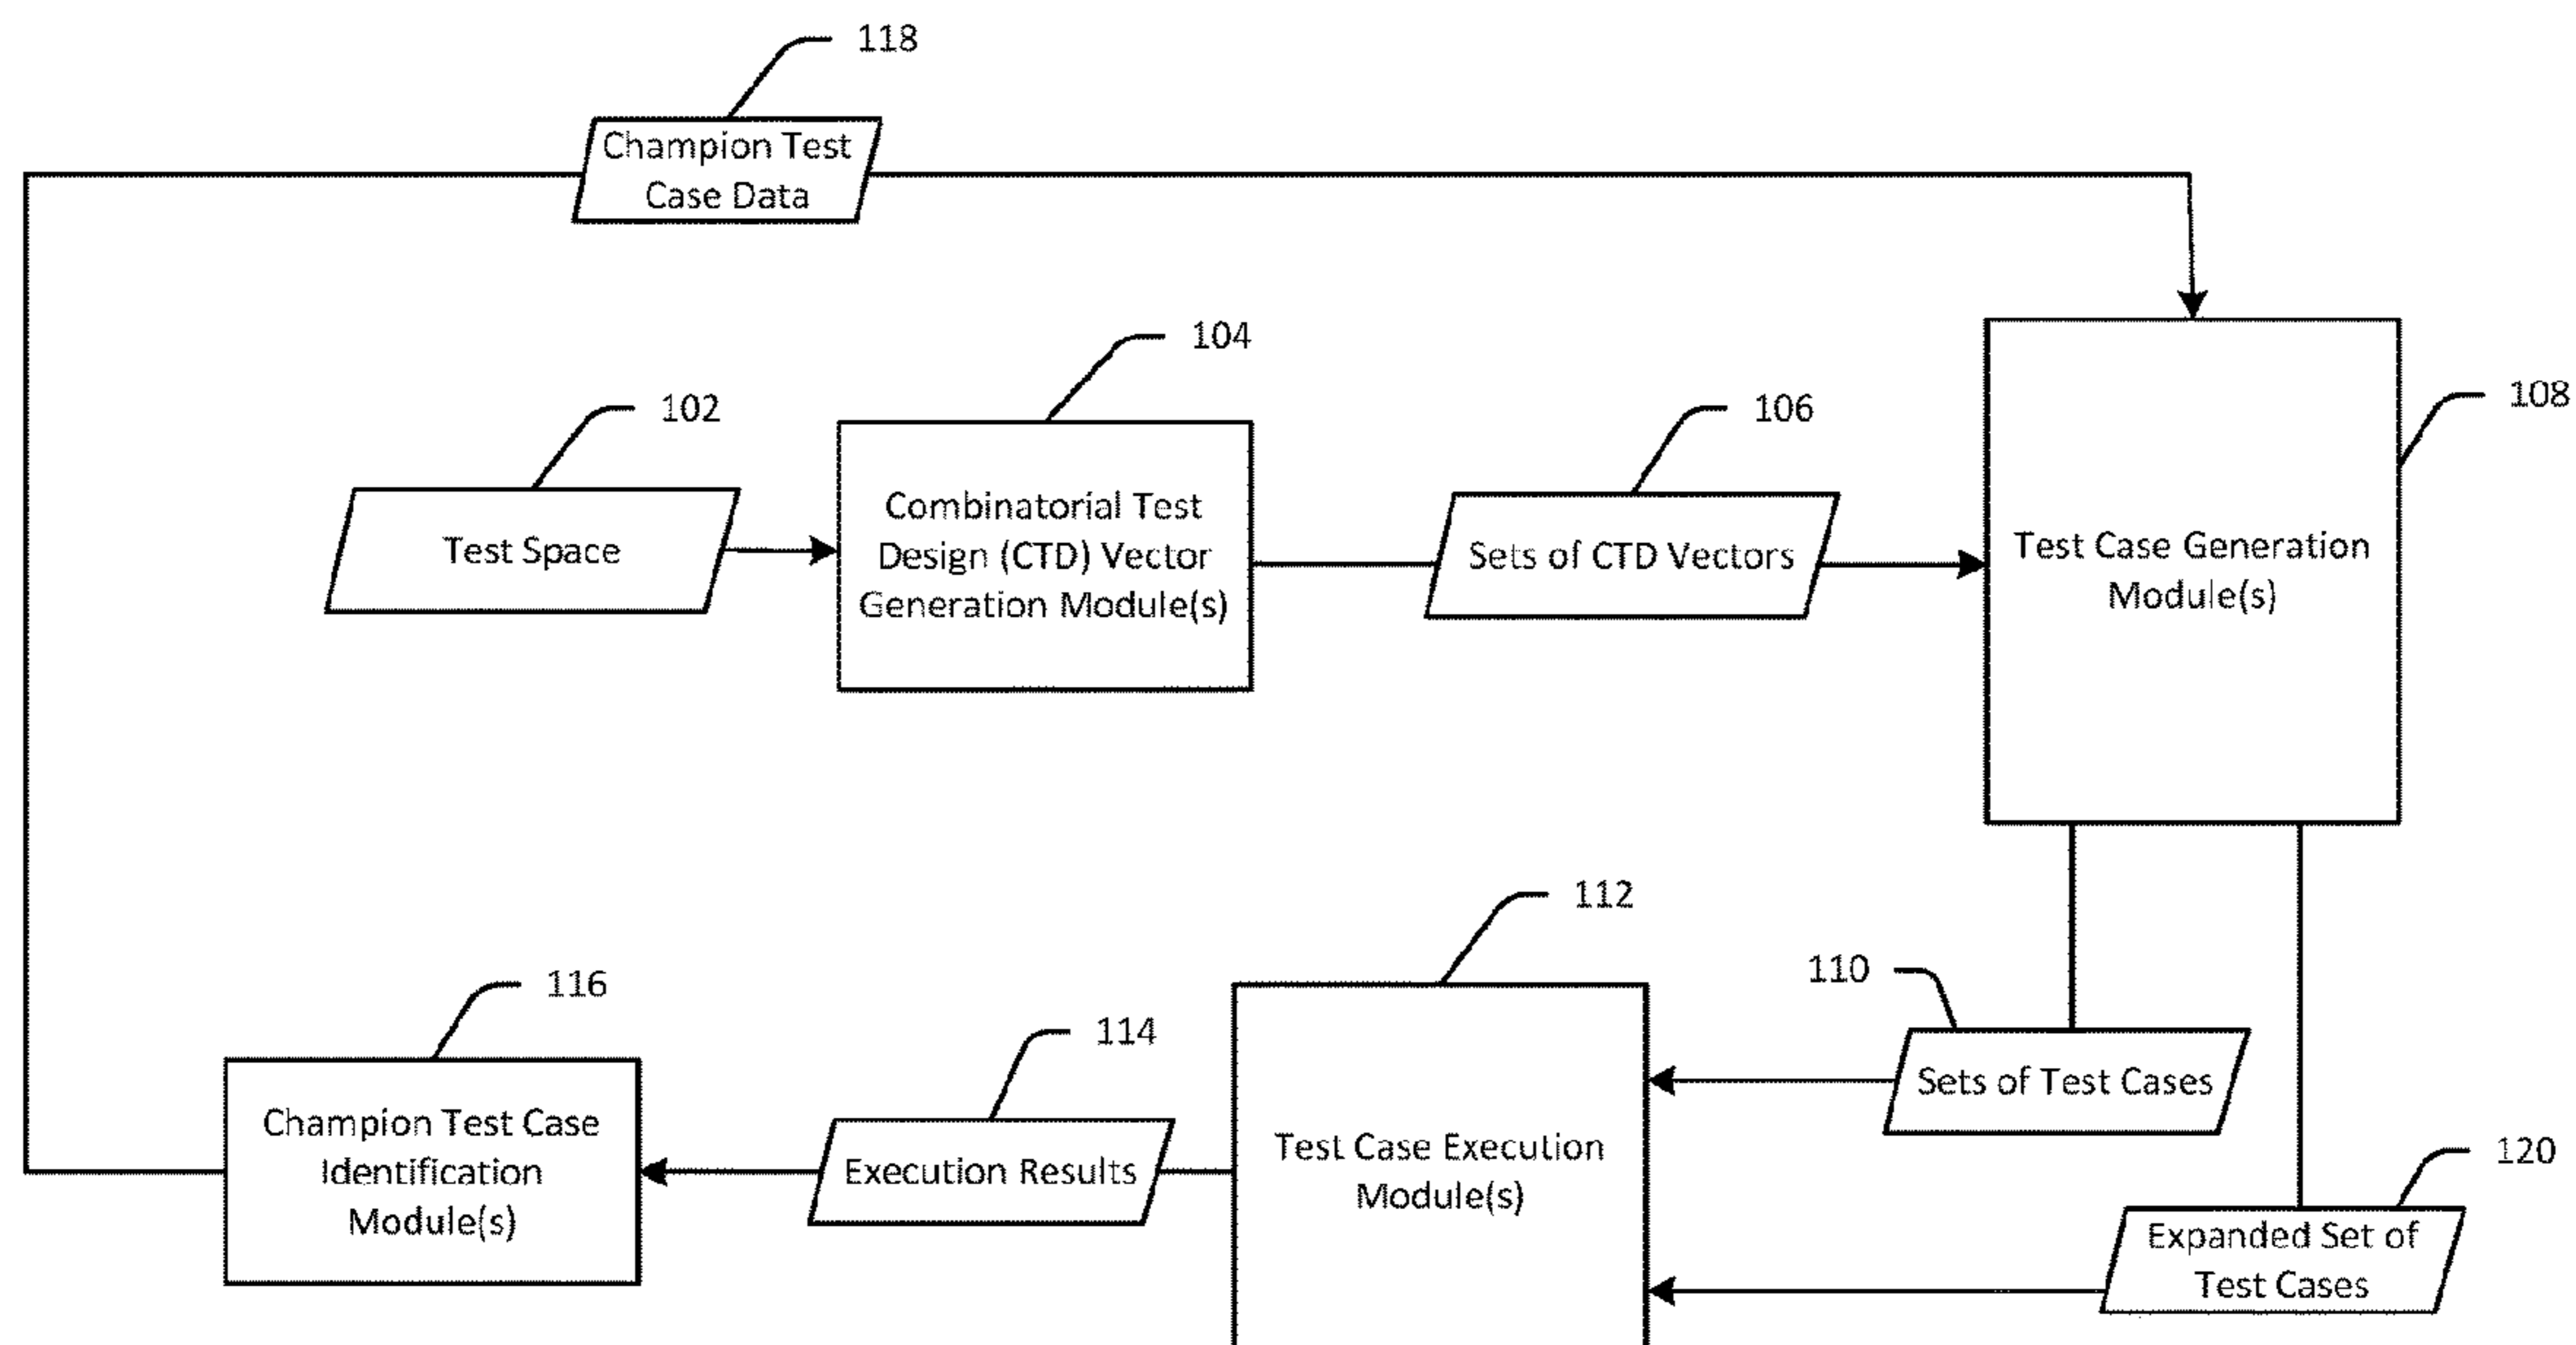 118
Champion Test
Case Data
104
102
106
108
Test Space
Combinatorial Test
Design (CTD) Vector
Generation Module(s)
Sets of CTD Vectors
Test Case Generation
Module(s)
112
110
116
114
Sets of Test Cases
Champion Test Case
Identification
Module(s)
Execution Results
Test Case Execution
Module(s)
120
Expanded Set of
Test Cases